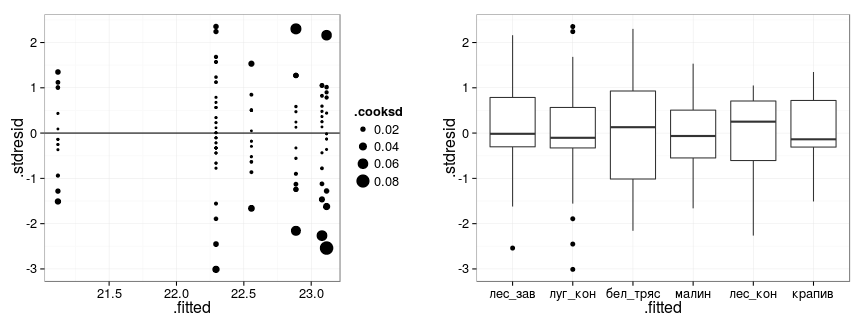 .stdresid
2
1
0
-1
-2
-3
21.5 22.0 22.5 23.0
.fitted
.cooksd
0.02
0.04
0.06
0.08
.stdresid
2
1
0
-1
-2
-3
лес_зав луг_кон бел_тряс малин лес_кон крапив
.fitted